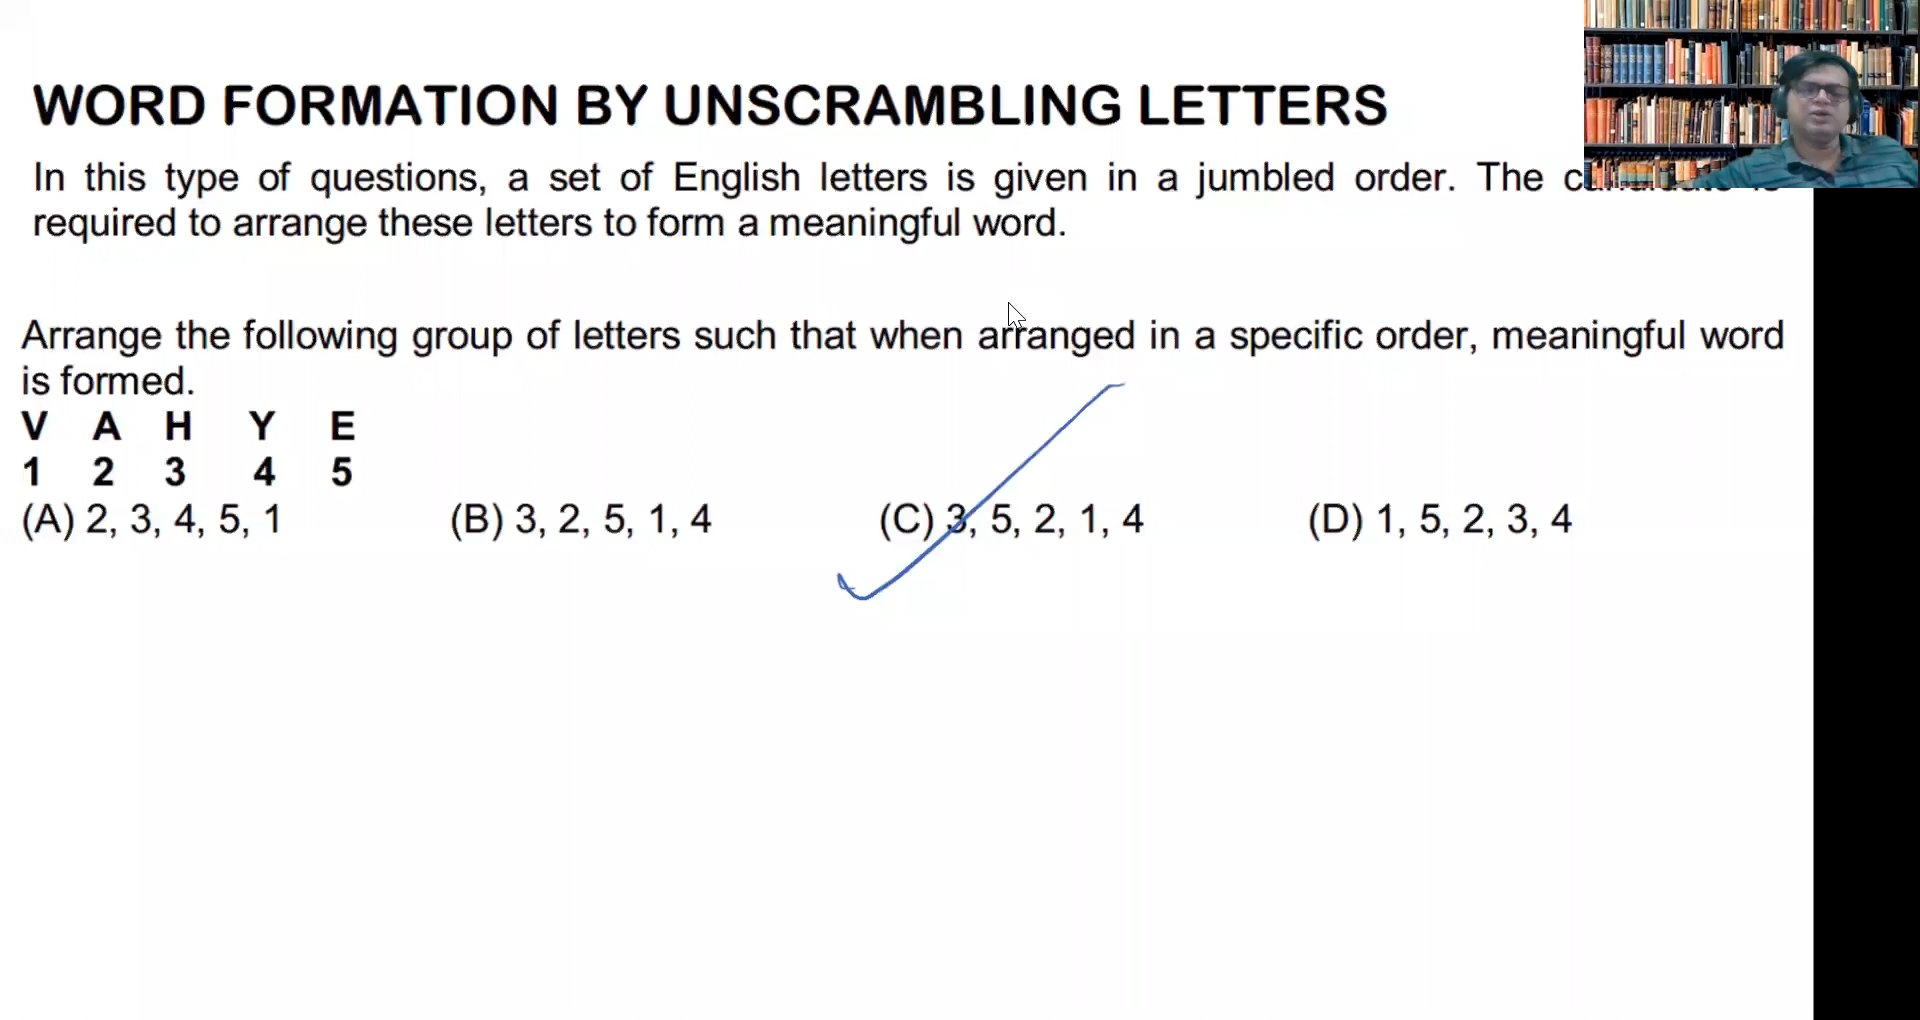 WORD FORMATION BY UNSCRAMBLING LETTERS
In this type of questions, a set of English letters is given in a jumbled order. The
required to arrange these letters to form a meaningful word.
Arrange the following group of letters such that when arranged in a specific order, meaningful word
is formed.
V A H Y E
1 2 3 4 5
(A) 2, 3, 4, 5, 1 (B) 3, 2, 5, 1, 4 (C) 3, 5, 2, 1, 4 (D) 1, 5, 2, 3, 4